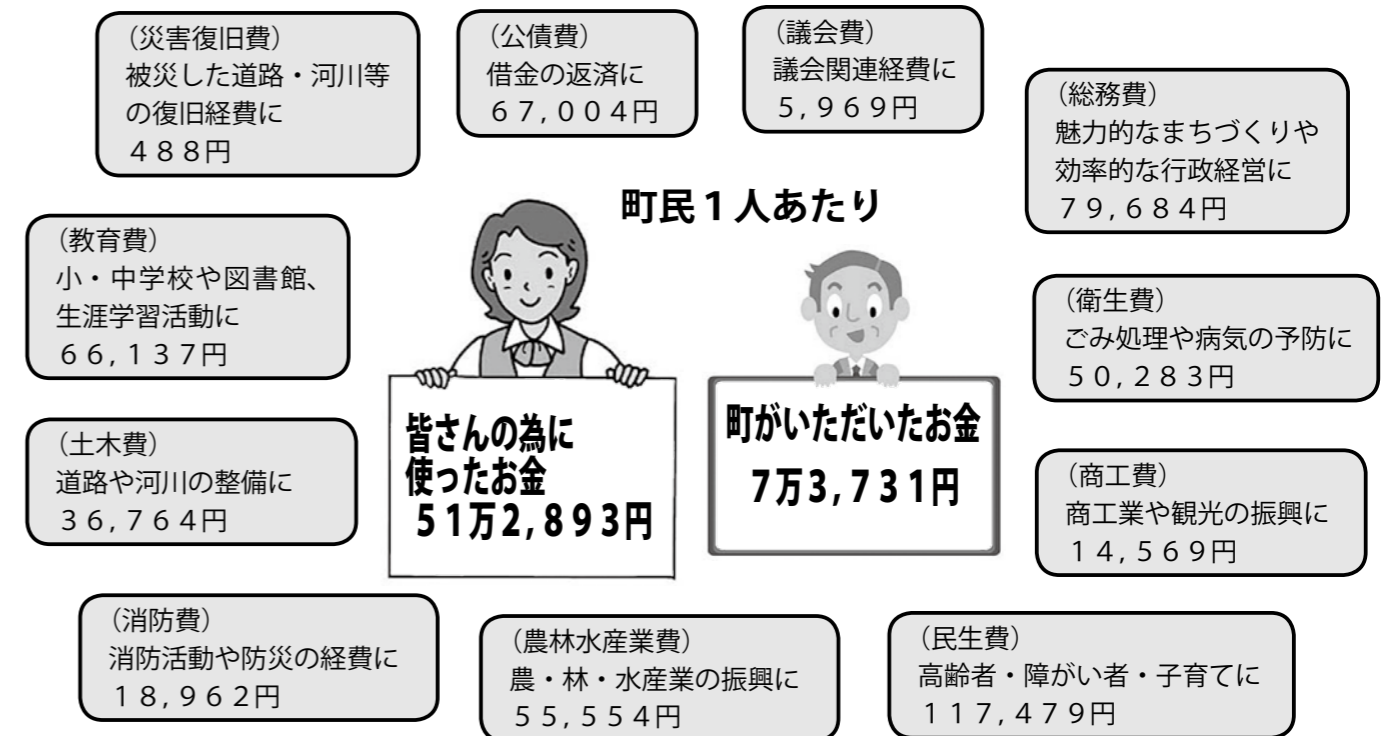 （災害復旧費）
被災した道路・河川等
の復旧経費に
４８８円
（公債費）
借金の返済に
６７,００４円
（議会費）
議会関連経費に
５,９６９円
（総務費）
魅力的なまちづくりや
効率的な行政経営に
７９,６８４円
町民１人あたり
（教育費）
小・中学校や図書館、
生涯学習活動に
６６,１３７円
（衛生費）
ごみ処理や病気の予防に
５０,２８３円
皆さんの為に
使ったお金
５１万２,８９３円
町がいただいたお金
７万３,７３１円
（土木費）
道路や河川の整備に
３６,７６４円
（商工費）
商工業や観光の振興に
１４,５６９円
（消防費）
消防活動や防災の経費に
１８,９６２円
（農林水産業費）
農・林・水産業の振興に
５５,５５４円
（民生費）
高齢者・障がい者・子育てに
１１７,４７９円